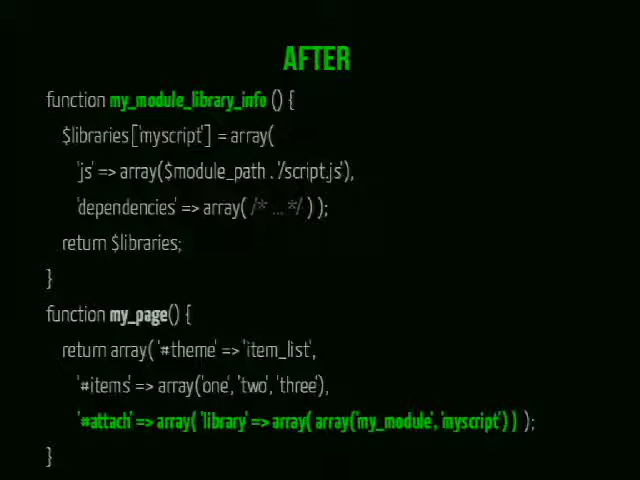 AFTER
function my_module_library_info () {
$libraries['myscript'] = array(
'js' => array($module_path . '/script.js'),
'dependencies' => array( /* ... */ ) );
return $libraries;
}
function my_page() {
return array( '#theme' => 'item_list',
'#items' => array('one', 'two', 'three'),
'#attach' => array( 'library' => array( array('my_module', 'myscript') ) );
}